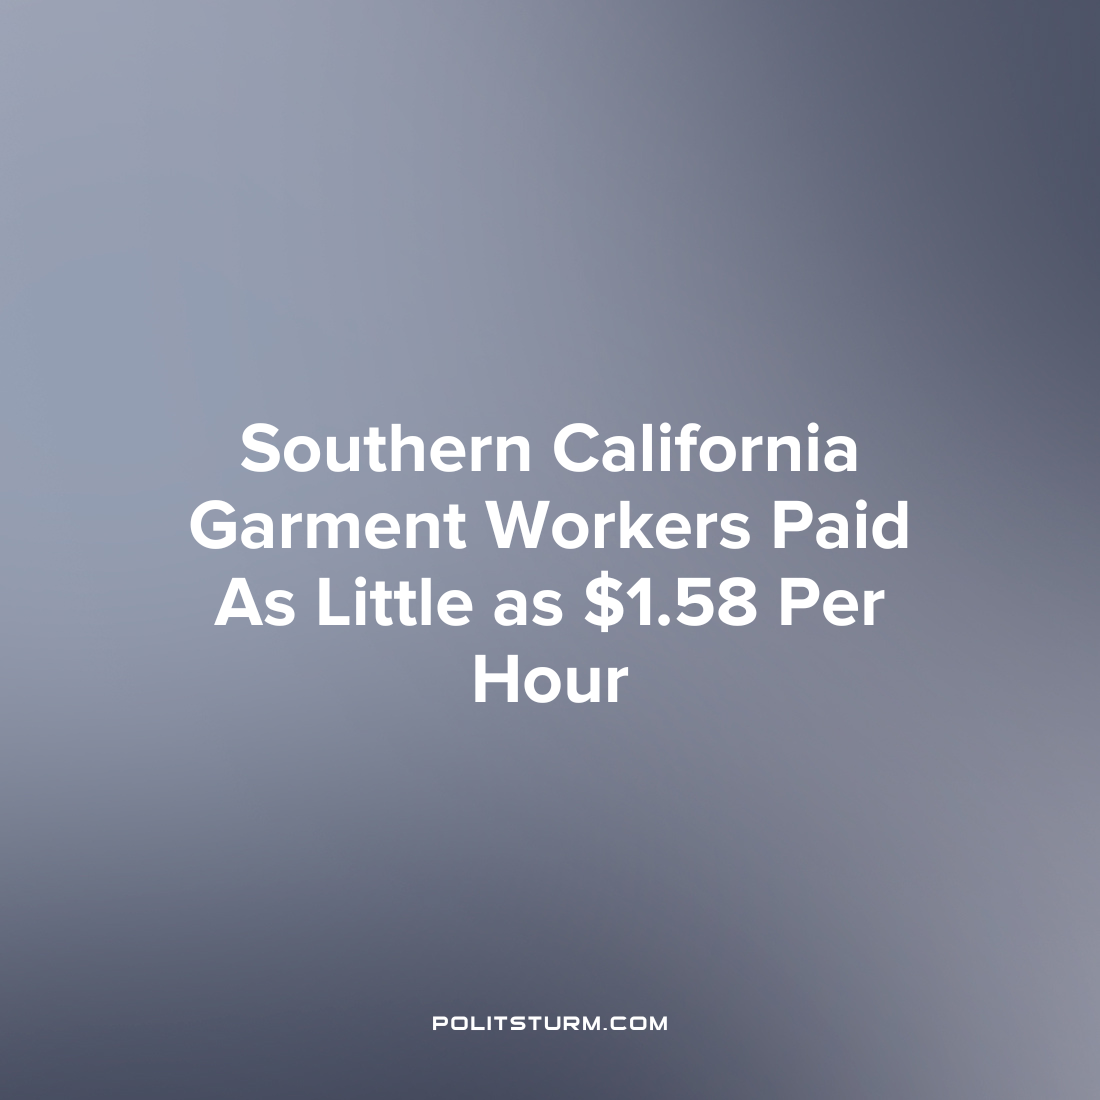 Southern California
Garment Workers Paid
As Little as $1.58 Per
Hour
POLITSTURM.COM